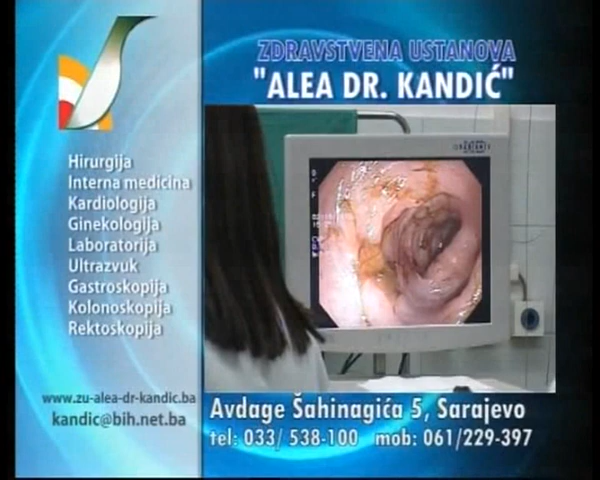 ZDRAVSTVENA USTANOVA
"ALEA DR. KANDIĆ"
Hirurgija
Interna medicina
Kardiologija
Ginekologija
Laboratorija
Ultrazvuk
Gastroskopija
Kolonoskopija
Rektoskopija
www.zu-alea-dr-kandic.ba
kandic@bih.net.ba
Avdage Šahinagića 5, Sarajevo
tel: 033/ 538-100 mob: 061/229-397